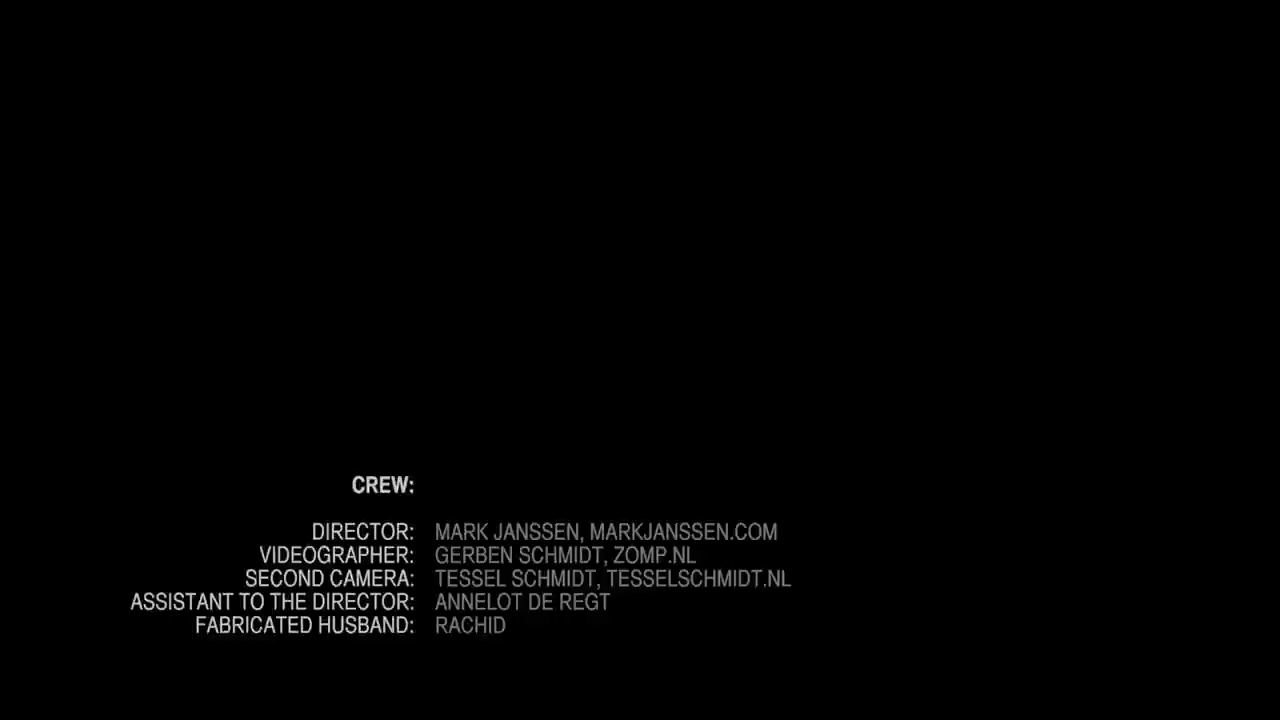 CREW:
DIRECTOR: MARK JANSSEN, MARKJANSSEN.COM
VIDEOGRAPHER: GERBEN SCHMIDT, ZOMP.NL
SECOND CAMERA: TESSEL SCHMIDT, TESSELSCHMIDT.NL
ASSISTANT TO THE DIRECTOR: ANNELOT DE REGT
FABRICATED HUSBAND: RACHID